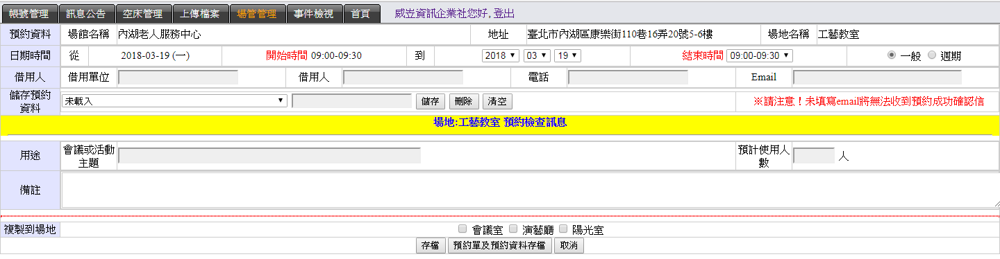 帳號管理 訊息公告 空床管理 上傳檔案 場管管理 事件檢視 首頁 威岦資訊企業社您好, 登出
預約資料 場館名稱 內湖老人服務中心 地址 臺北市內湖區康樂街110巷16弄20號5-6樓 場地名稱 工藝教室
日期時間 從 2018-03-19 (一) 開始時間 09:00-09:30 到 2018 03 19 結束時間 09:00-09:30 一般 週期
借用人 借用單位 借用人 電話 Email
儲存預約資料 未載入 儲存 刪除 清空 ※請注意！未填寫email將無法收到預約成功確認信
場地:工藝教室 預約檢查訊息
用途 會議或活動主題 預計使用人數 人
備註
複製到場地 會議室 演藝廳 陽光室
存檔 預約單及預約資料存檔 取消